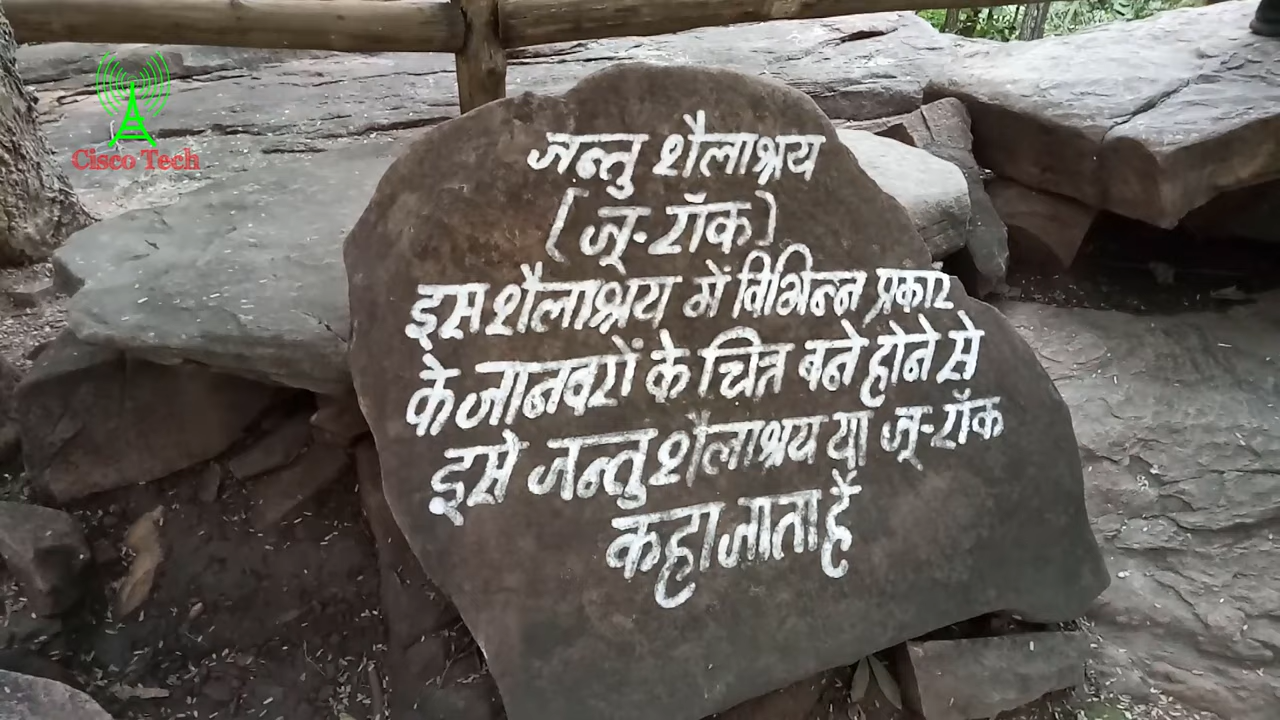 Cisco Tech
जन्तु शैलाश्रय
(जू-रॉक)
इस शैलाश्रय में विभिन्न प्रकार
के जानवरों के चित्र बने होने से
इसे जन्तु शैलाश्रय या जू-रॉक
कहा जाता है